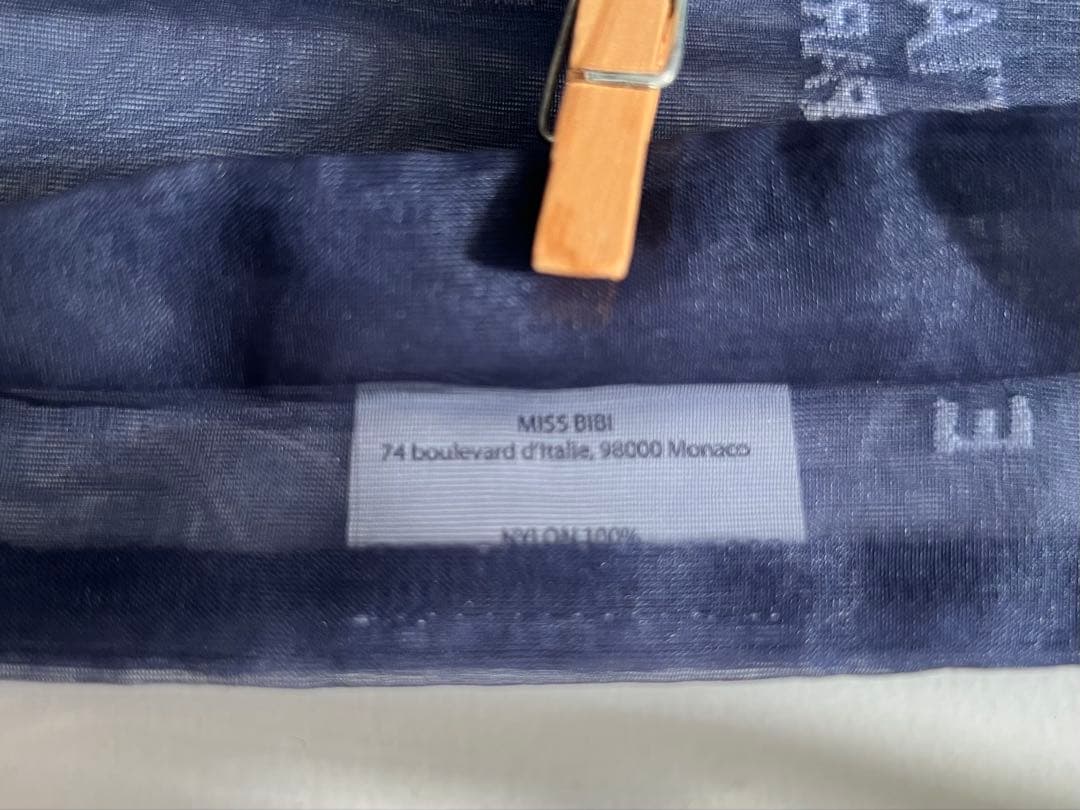 MISS BIBI
74 boulevard d'Italie, 98000 Monaco
NYLON 100%
E